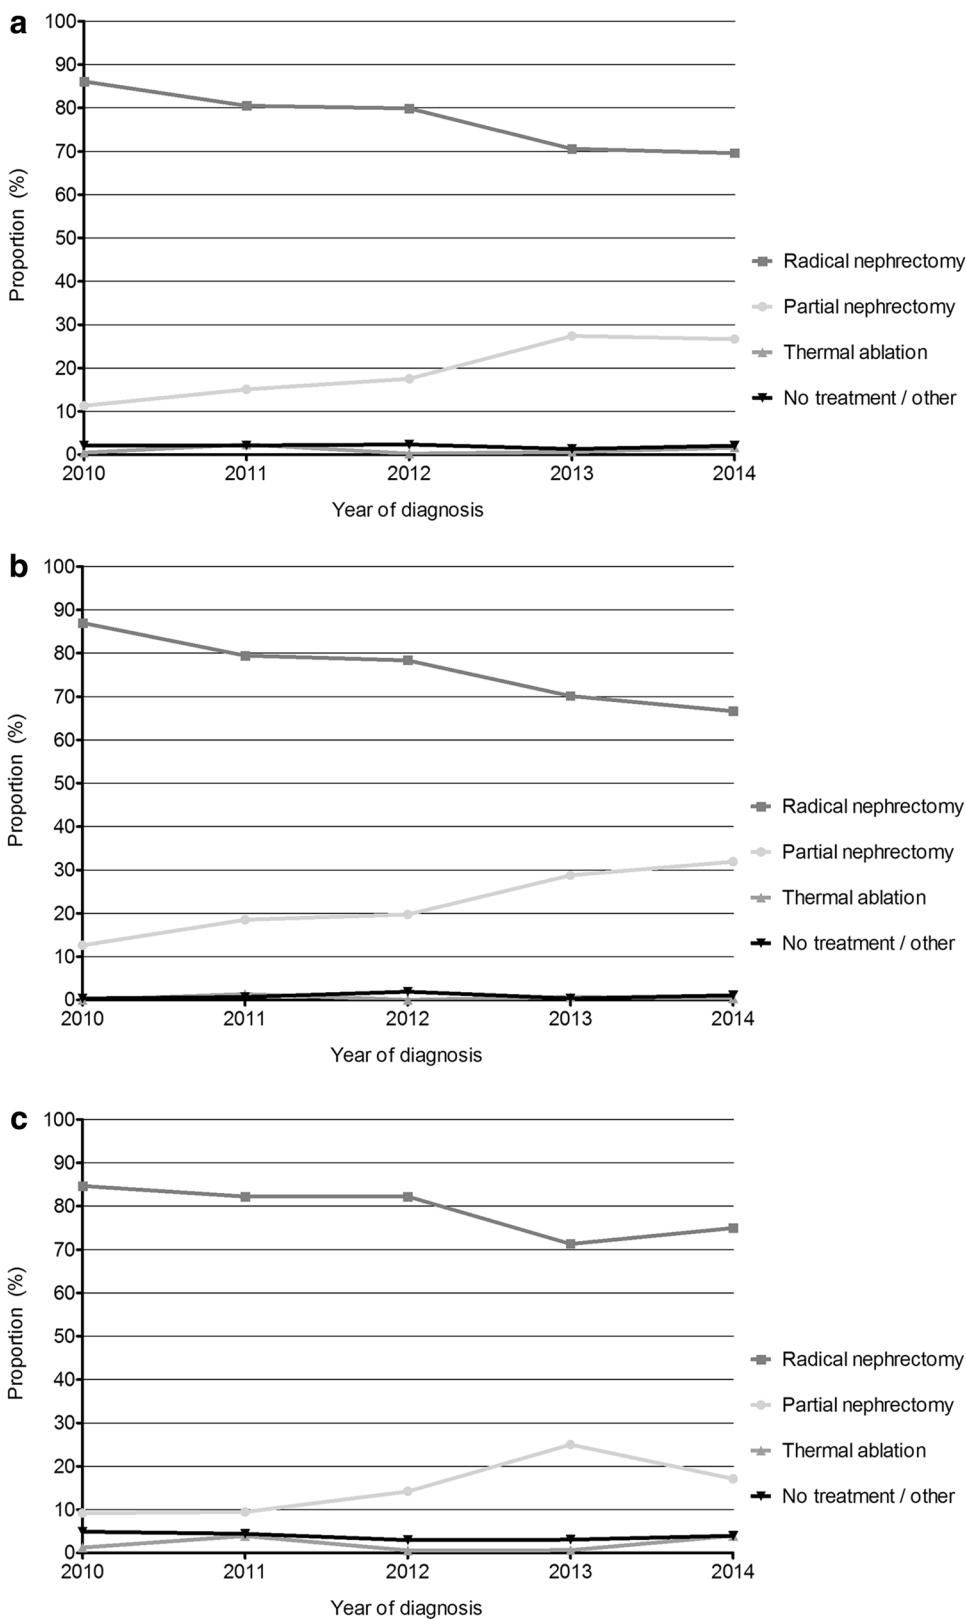 a
100
90
80
70
60
50
40
30
20
10
0
Proportion (%)
2010 2011 2012 2013 2014
Year of diagnosis
Radical nephrectomy
Partial nephrectomy
Thermal ablation
No treatment / other
b
100
90
80
70
60
50
40
30
20
10
0
Proportion (%)
2010 2011 2012 2013 2014
Year of diagnosis
Radical nephrectomy
Partial nephrectomy
Thermal ablation
No treatment / other
c
100
90
80
70
60
50
40
30
20
10
0
Proportion (%)
2010 2011 2012 2013 2014
Year of diagnosis
Radical nephrectomy
Partial nephrectomy
Thermal ablation
No treatment / other